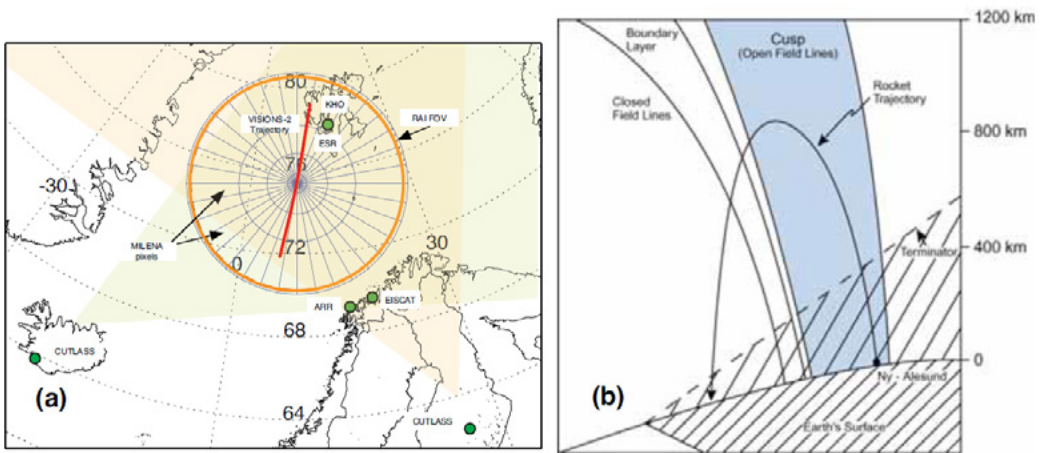 80
KHO
VISIONS-2
Trajectory
RAI FOV
ESR
76
-30
MILENA
pixels
72
30
0
ARR
EISCAT
68
CUTLASS
(a)
64
CUTLASS
1200 km
Boundary
Layer
Cusp
(Open Field Lines)
Rocket
Trajectory
Closed
Field Lines
800 km
400 km
Terminator
0
Ny - Alesund
(b)
Earth's Surface